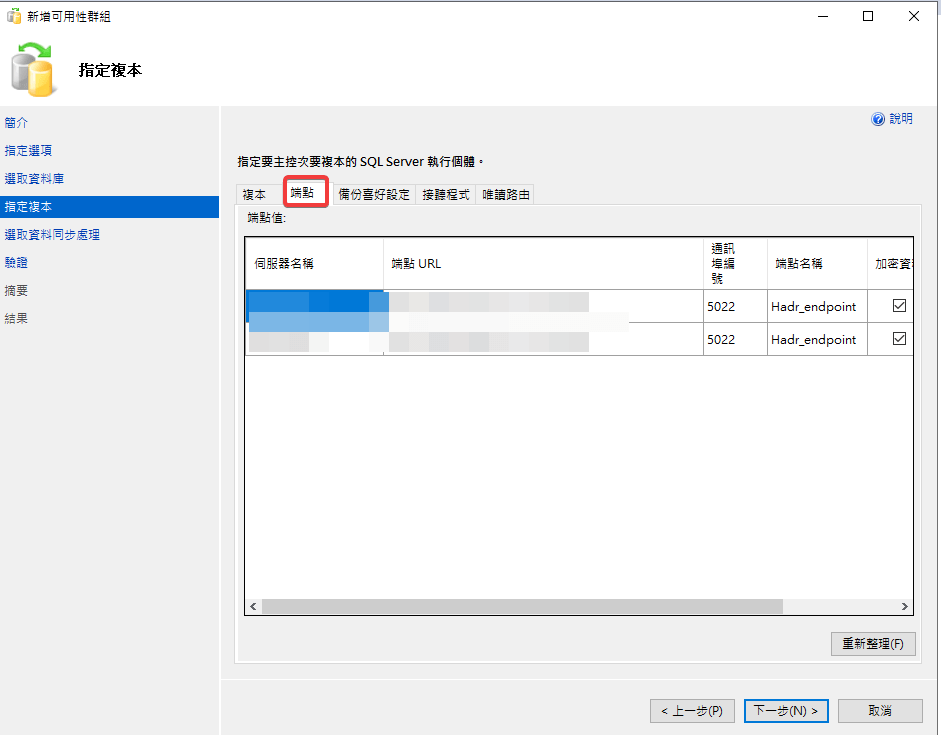 新增可用性群組
指定複本
簡介
指定選項
選取資料庫
指定複本
選取資料同步處理
驗證
摘要
結果
說明
指定要主控次要複本的 SQL Server 執行個體。
複本 端點 備份喜好設定 接聽程式 唯讀路由
端點值:
伺服器名稱 端點 URL 通訊埠編號 端點名稱 加密資料
5022 Hadr_endpoint
5022 Hadr_endpoint
重新整理(F)
< 上一步(P) 下一步(N) > 取消